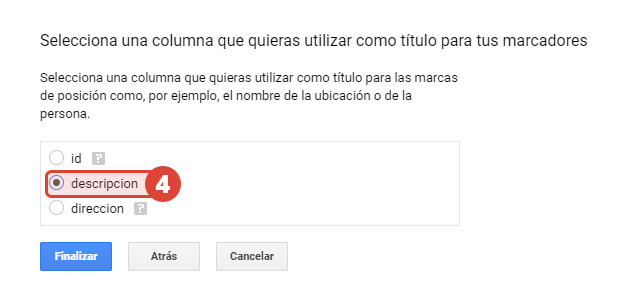 Selecciona una columna que quieras utilizar como título para tus marcadores
Selecciona una columna que quieras utilizar como título para las marcas
de posición como, por ejemplo, el nombre de la ubicación o de la
persona.
id ?
descripcion 4
direccion ?
Finalizar Atrás Cancelar